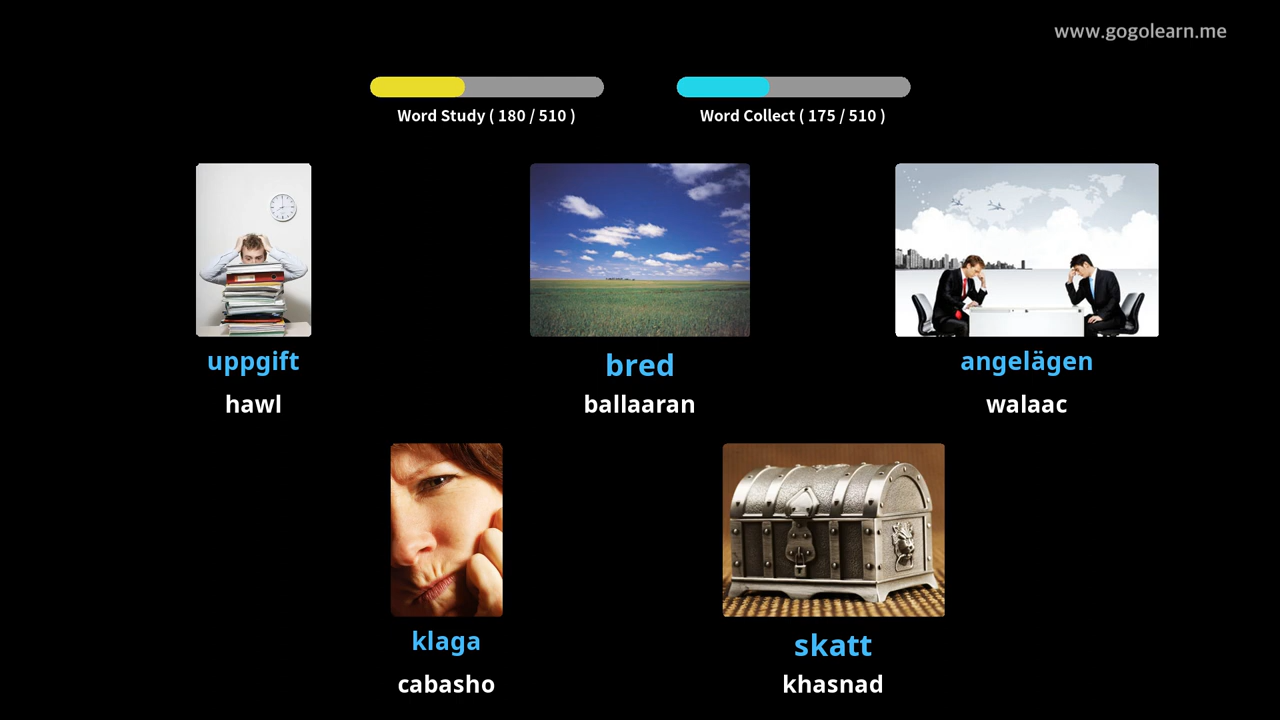 www.gogolearn.me
Word Study ( 180 / 510 )
Word Collect ( 175 / 510 )
uppgift
hawl
bred
ballaaran
angelägen
walaac
klaga
cabasho
skatt
khasnad